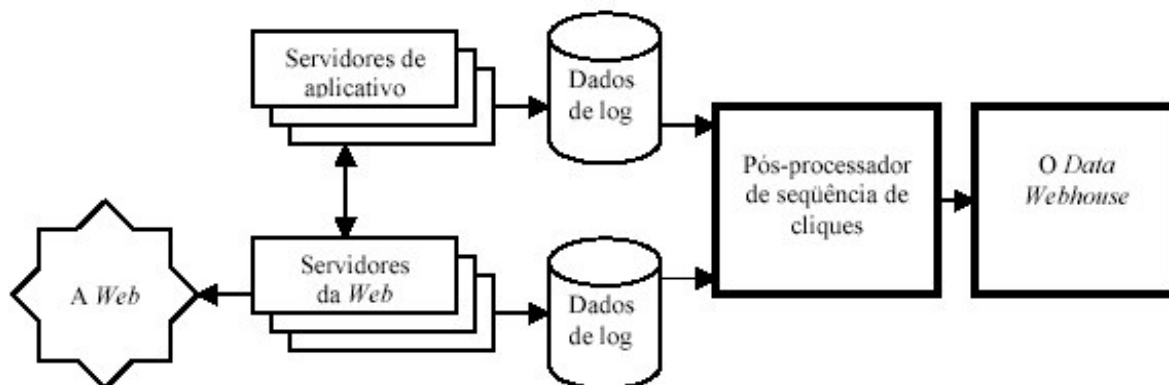 Servidores de
aplicativo
Dados
de log
Pós-processador
de seqüência de
cliques
O Data
Webhouse
A Web
Servidores
da Web
Dados
de log